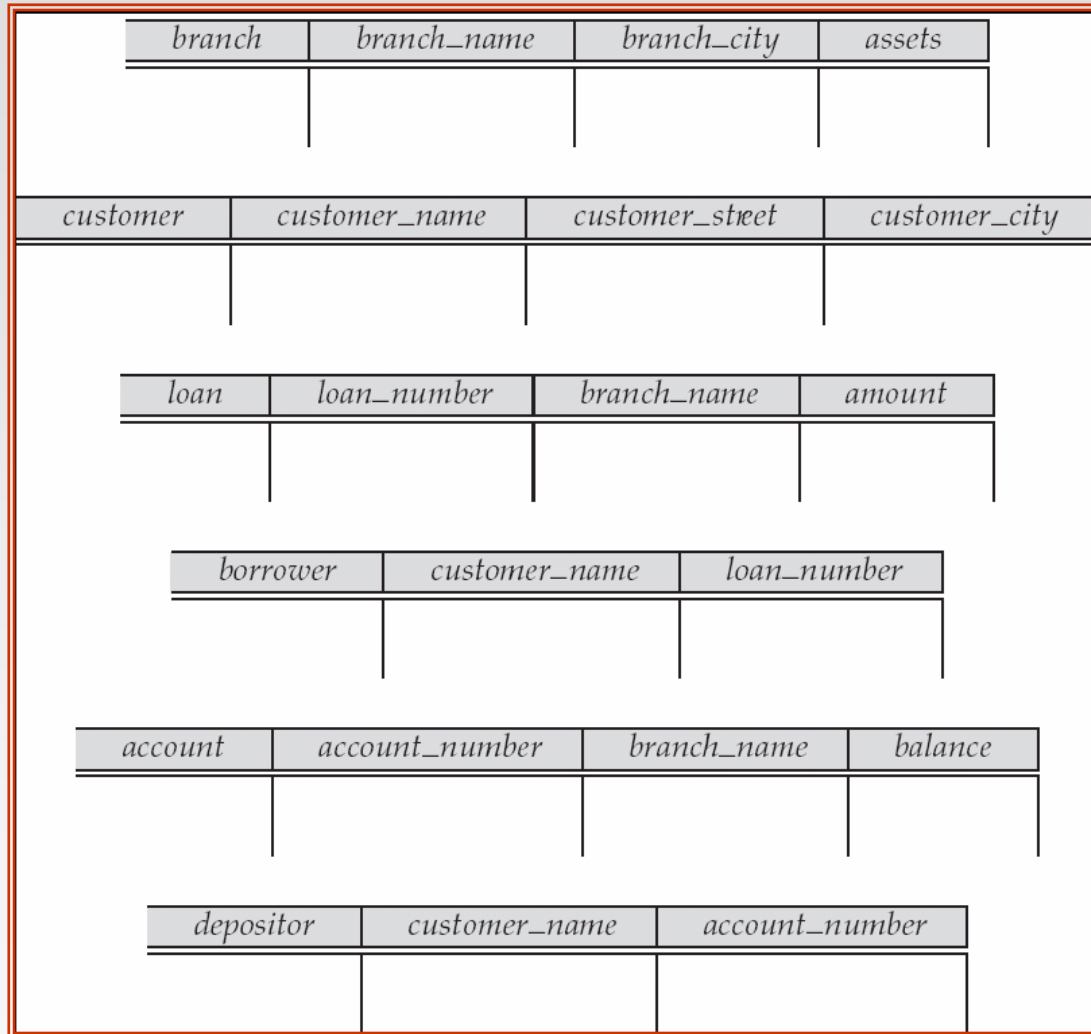 branch branch_name branch_city assets
customer customer_name customer_street customer_city
loan loan_number branch_name amount
borrower customer_name loan_number
account account_number branch_name balance
depositor customer_name account_number